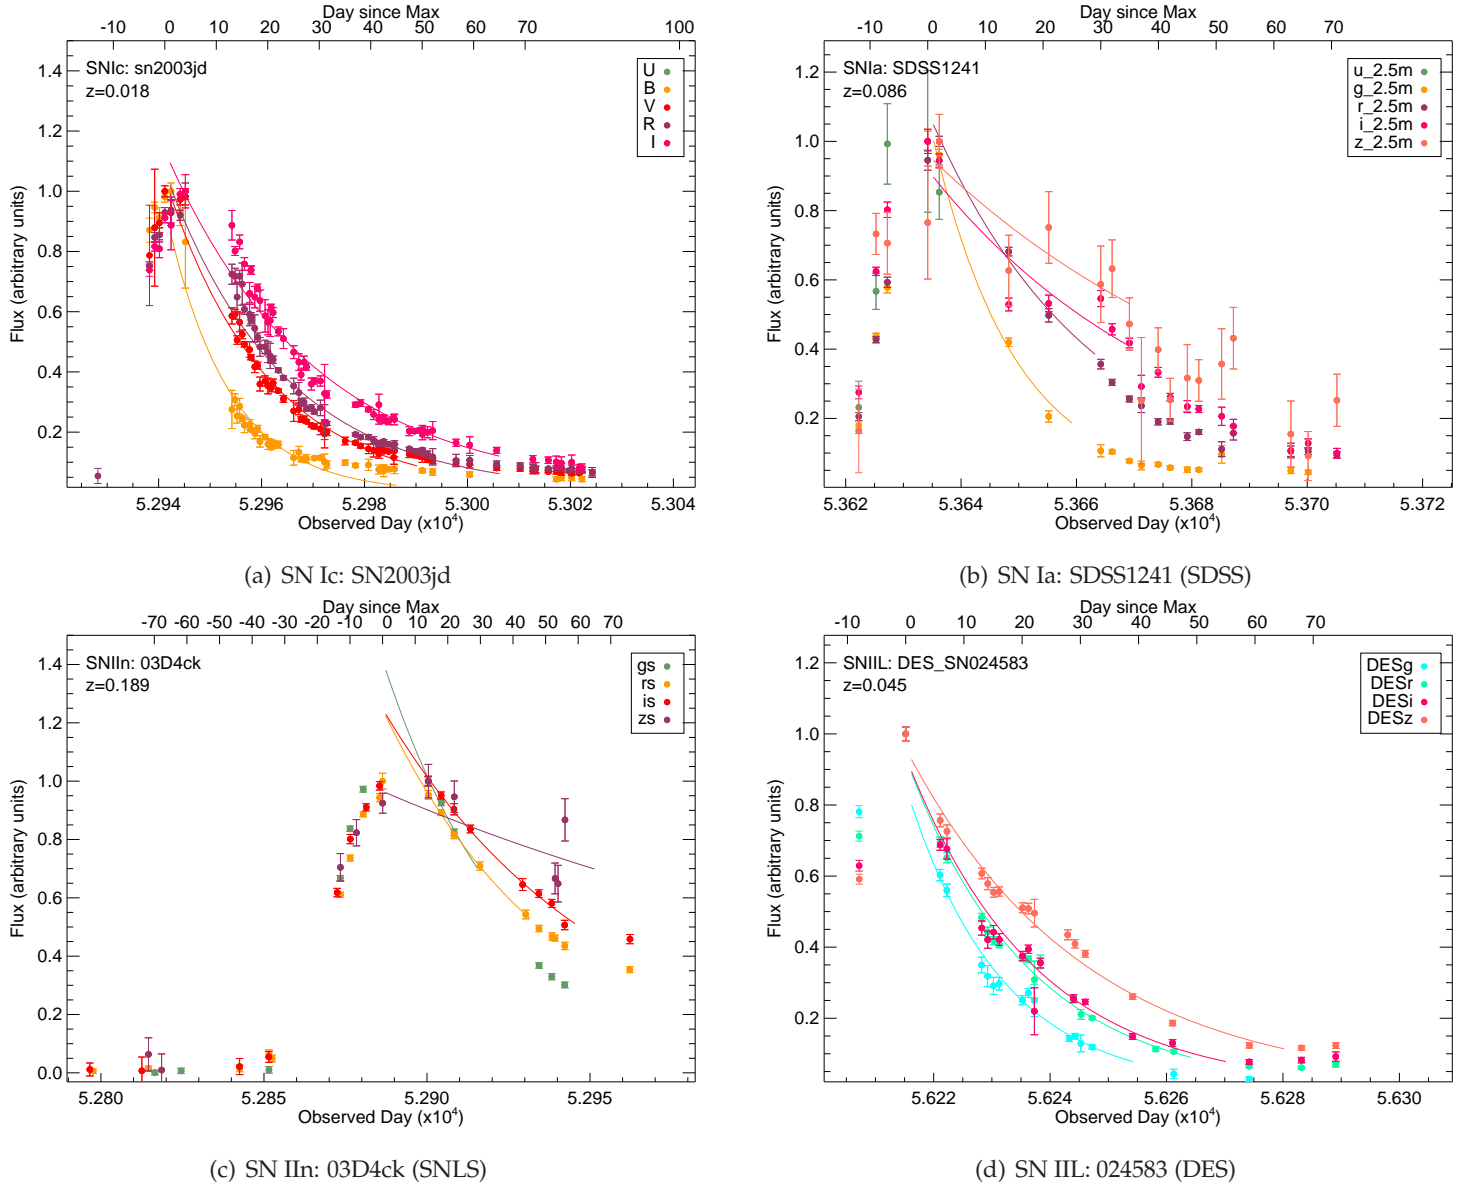 Day since Max
-10 0 10 20 30 40 50 60 70 100
SNIc: sn2003jd
z=0.018
U
B
V
R
I
Flux (arbitrary units)
1.4
1.2
1.0
0.8
0.6
0.4
0.2
5.294 5.296 5.298 5.300 5.302 5.304
Observed Day (x10⁴)
(a) SN Ic: SN2003jd
Day since Max
-10 0 10 20 30 40 50 60 70
SNIa: SDSS1241
z=0.086
u_2.5m
g_2.5m
r_2.5m
i_2.5m
z_2.5m
Flux (arbitrary units)
1.2
1.0
0.8
0.6
0.4
0.2
5.362 5.364 5.366 5.368 5.370 5.372
Observed Day (x10⁴)
(b) SN Ia: SDSS1241 (SDSS)
Day since Max
-70 -60 -50 -40 -30 -20 -10 0 10 20 30 40 50 60 70
SNIIn: 03D4ck
z=0.189
gs
rs
is
zs
Flux (arbitrary units)
1.4
1.2
1.0
0.8
0.6
0.4
0.2
0.0
5.280 5.285 5.290 5.295
Observed Day (x10⁴)
(c) SN IIn: 03D4ck (SNLS)
Day since Max
-10 0 10 20 30 40 50 60 70
SNIIL: DES_SN024583
z=0.045
DESg
DESr
DESi
DESz
Flux (arbitrary units)
1.2
1.0
0.8
0.6
0.4
0.2
5.622 5.624 5.626 5.628 5.630
Observed Day (x10⁴)
(d) SN IIL: 024583 (DES)